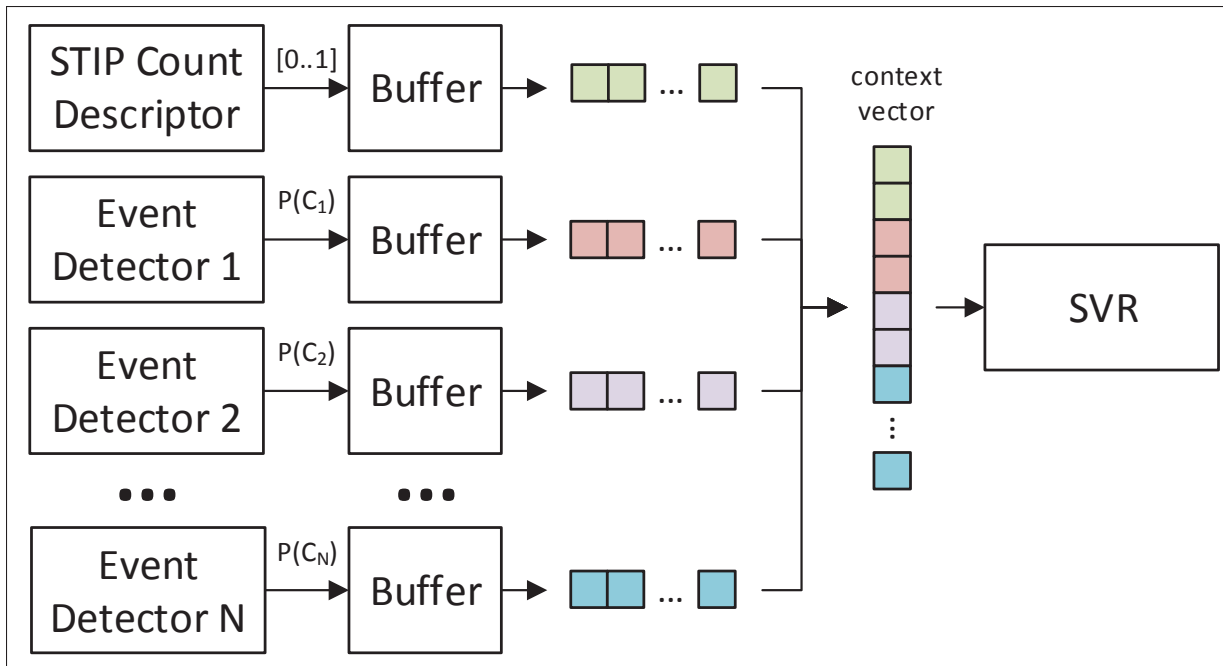 STIP Count
Descriptor
[0..1]
Buffer
...
context
vector
Event
Detector 1
P(C₁)
Buffer
...
Event
Detector 2
P(C₂)
Buffer
...
SVR
...
...
...
Event
Detector N
P(C_N)
Buffer
...